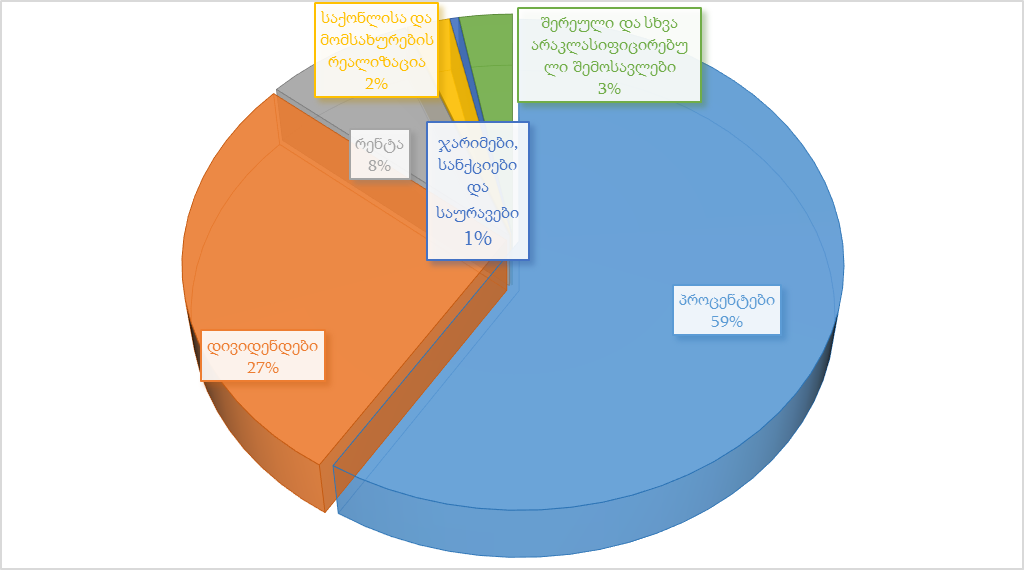 საქონლისა და
მომსახურების
რეალიზაცია
2%
შერეული და სხვა
არაკლასიფიცირებუ
ლი შემოსავლები
3%
რენტა
8%
ჯარიმები,
სანქციები
და
საურავები
1%
პროცენტები
59%
დივიდენდები
27%